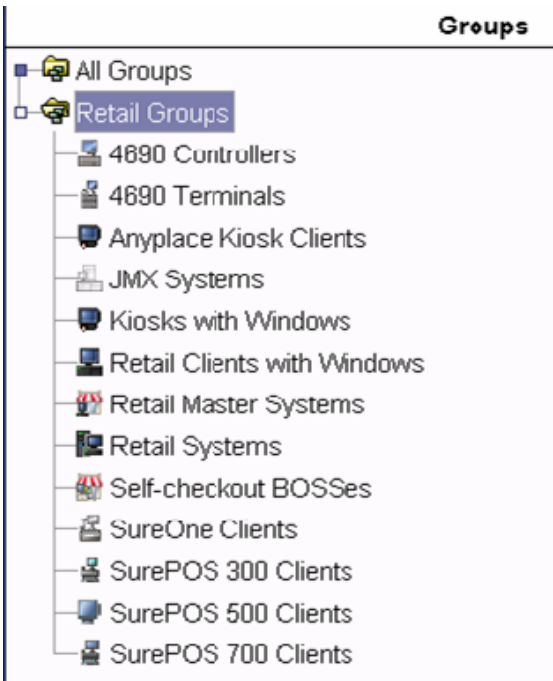 Groups
All Groups
Retail Groups
4690 Controllers
4690 Terminals
Anyplace Kiosk Clients
JMX Systems
Kiosks with Windows
Retail Clients with Windows
Retail Master Systems
Retail Systems
Self-checkout BOSSes
SureOne Clients
SurePOS 300 Clients
SurePOS 500 Clients
SurePOS 700 Clients